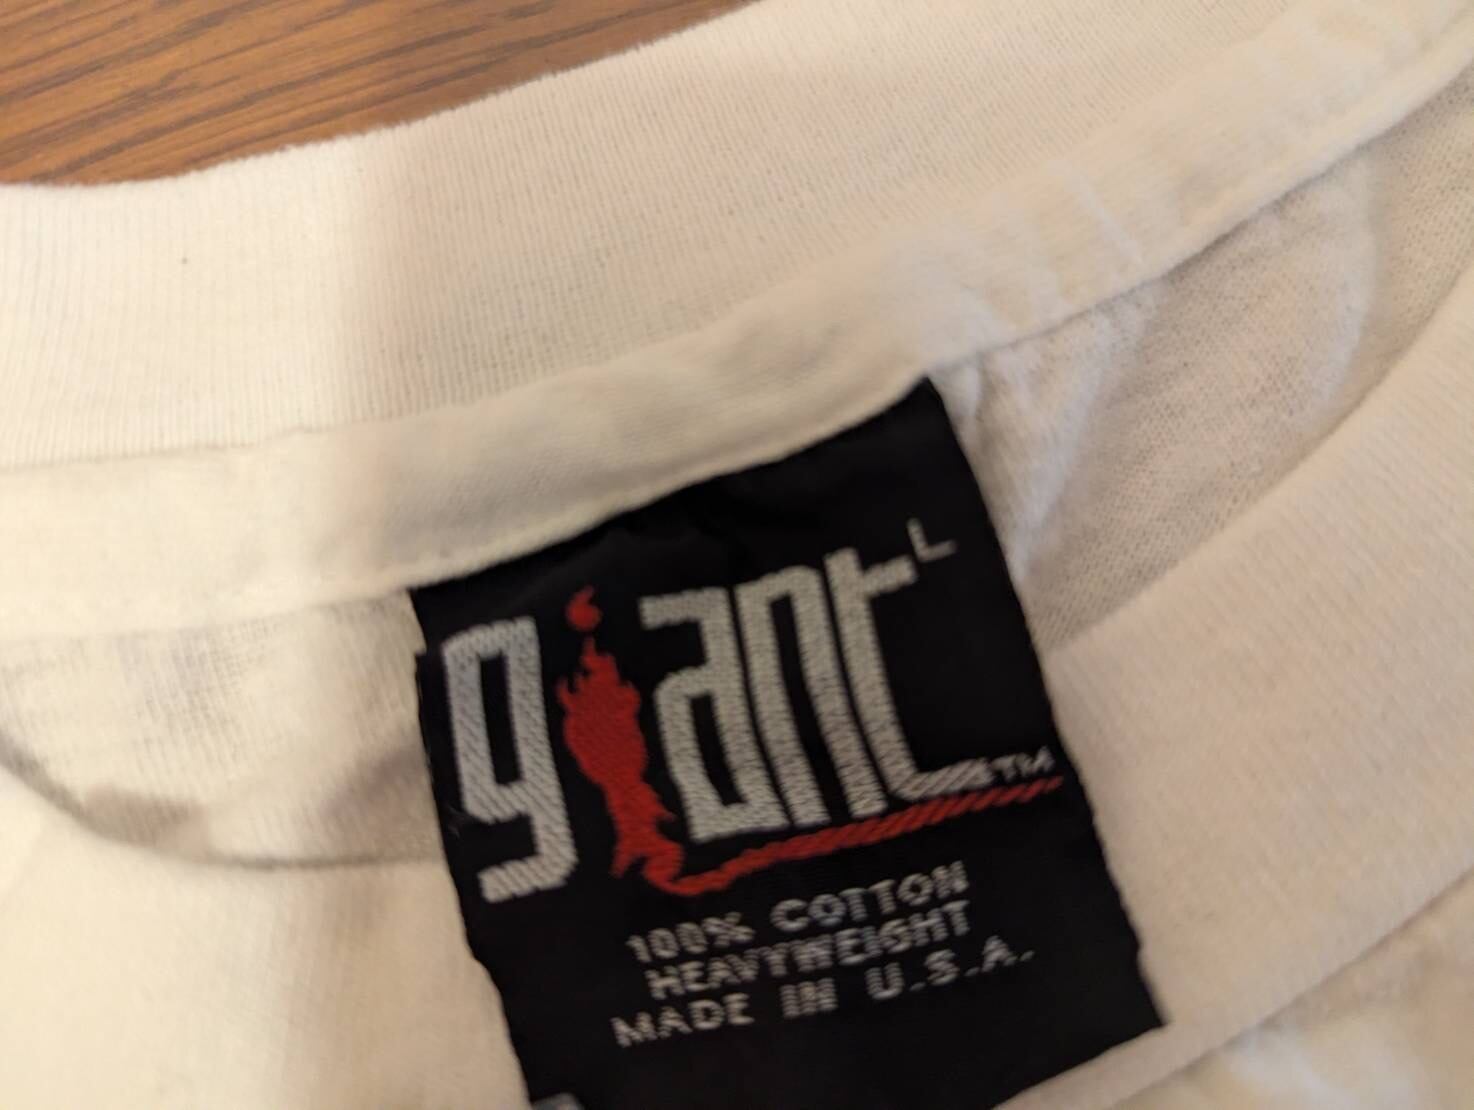 giant L
TM
100% COTTON
HEAVYWEIGHT
MADE IN U.S.A.